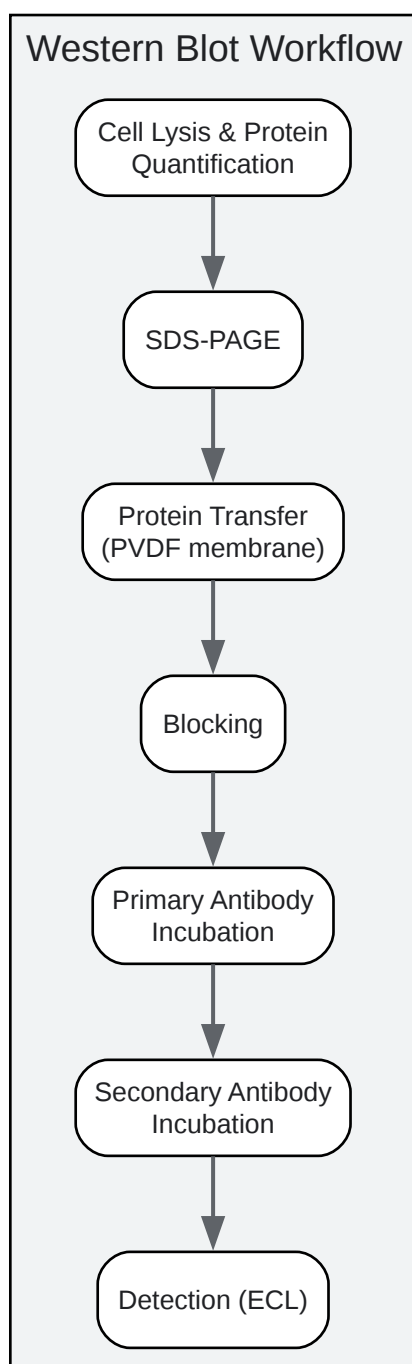 Western Blot Workflow
Cell Lysis & Protein
Quantification
SDS-PAGE
Protein Transfer
(PVDF membrane)
Blocking
Primary Antibody
Incubation
Secondary Antibody
Incubation
Detection (ECL)